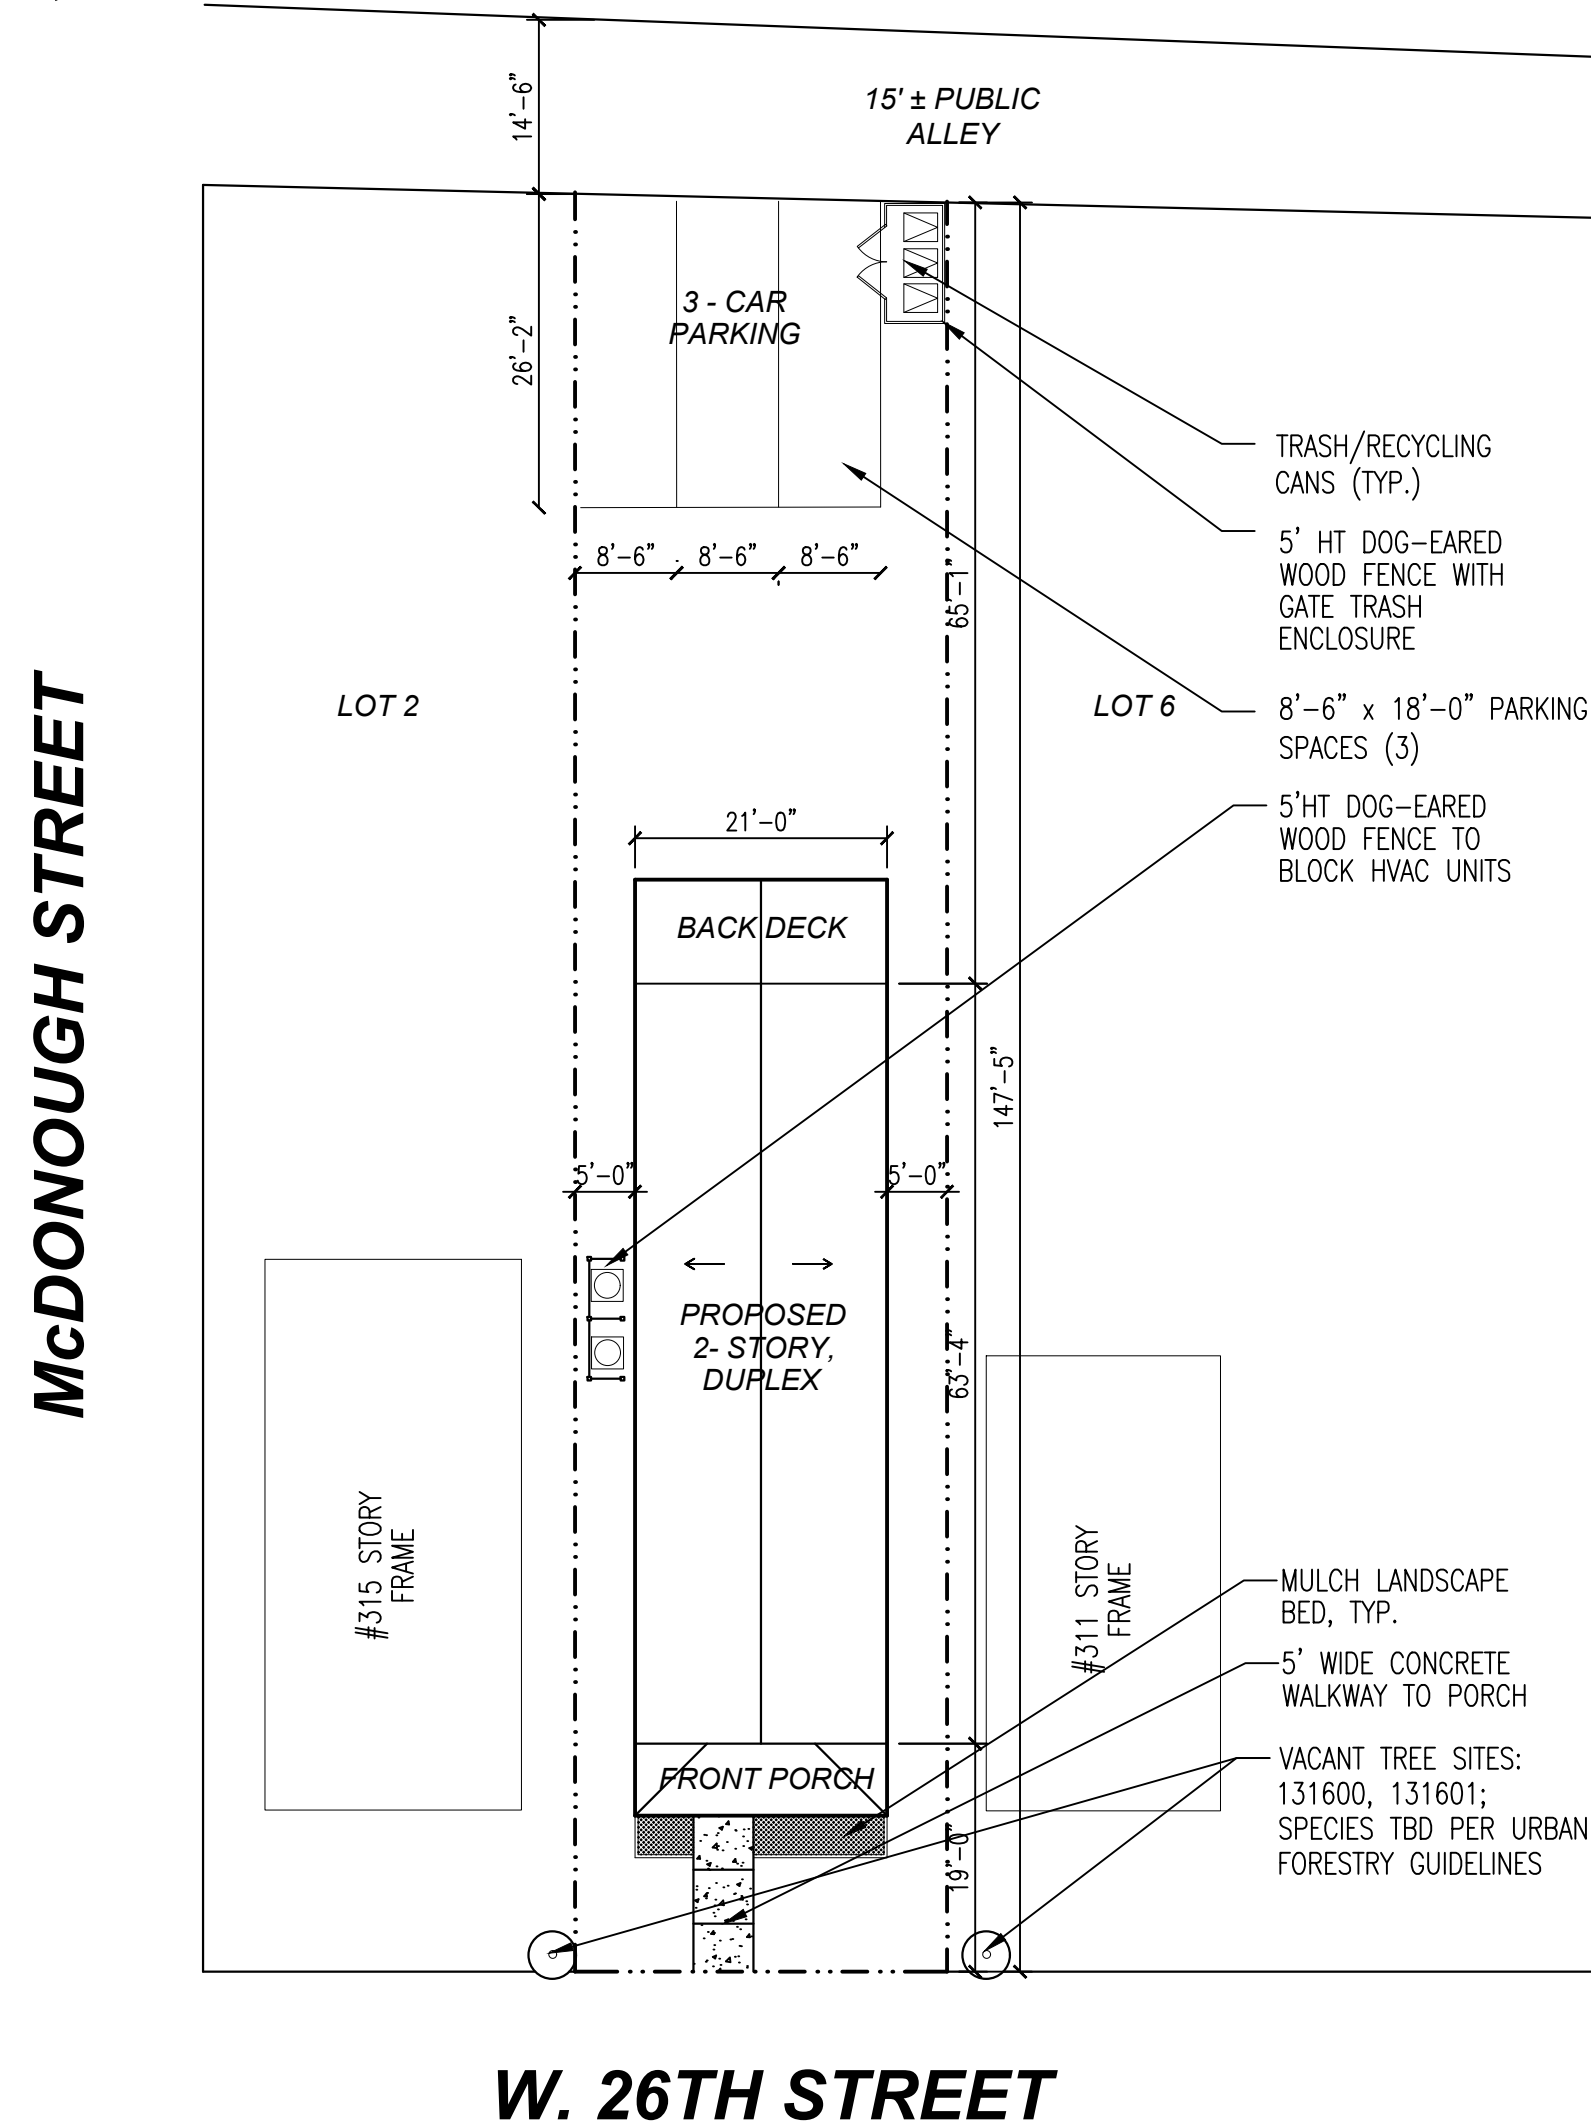 14'-6"
15' ± PUBLIC
ALLEY
26'-2"
3 - CAR
PARKING
TRASH/RECYCLING
CANS (TYP.)
5' HT DOG-EARED
WOOD FENCE WITH
GATE TRASH
ENCLOSURE
8'-6" 8'-6" 8'-6"
65'-1"
LOT 2
LOT 6
8'-6" x 18'-0" PARKING
SPACES (3)
5'HT DOG-EARED
WOOD FENCE TO
BLOCK HVAC UNITS
21'-0"
BACK DECK
McDONOUGH STREET
147'-5"
5'-0" 5'-0"
PROPOSED
2- STORY,
DUPLEX
63'-4"
#315 STORY
FRAME
#311 STORY
FRAME
MULCH LANDSCAPE
BED, TYP.
5' WIDE CONCRETE
WALKWAY TO PORCH
FRONT PORCH
VACANT TREE SITES:
131600, 131601;
SPECIES TBD PER URBAN
FORESTRY GUIDELINES
19'-0"
W. 26TH STREET